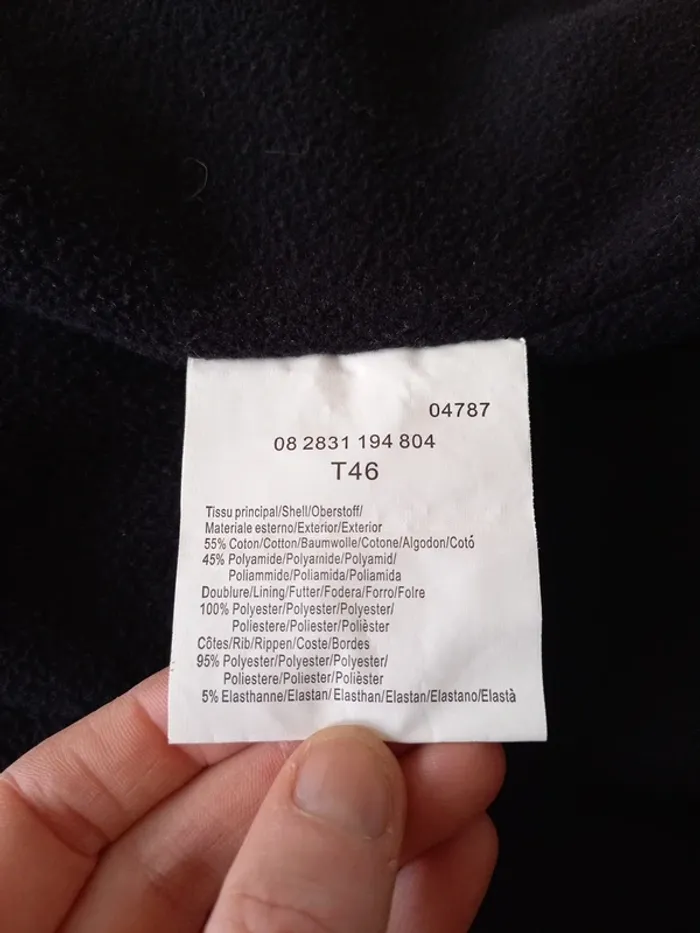 04787
08 2831 194 804
T46
Tissu principal/Shell/Oberstoff/
Materiale esterno/Exterior/Exterior
55% Coton/Cotton/Baumwolle/Cotone/Algodon/Cotó
45% Polyamide/Polyamide/Polyamid/
Poliammide/Poliamida/Poliamida
Doublure/Lining/Futter/Fodera/Forro/Folre
100% Polyester/Polyester/Polyester/
Poliestere/Poliester/Polièster
Côtes/Rib/Rippen/Coste/Bordes
95% Polyester/Polyester/Polyester/
Poliestere/Poliester/Polièster
5% Elasthanne/Elastan/Elasthan/Elastan/Elastano/Elastà